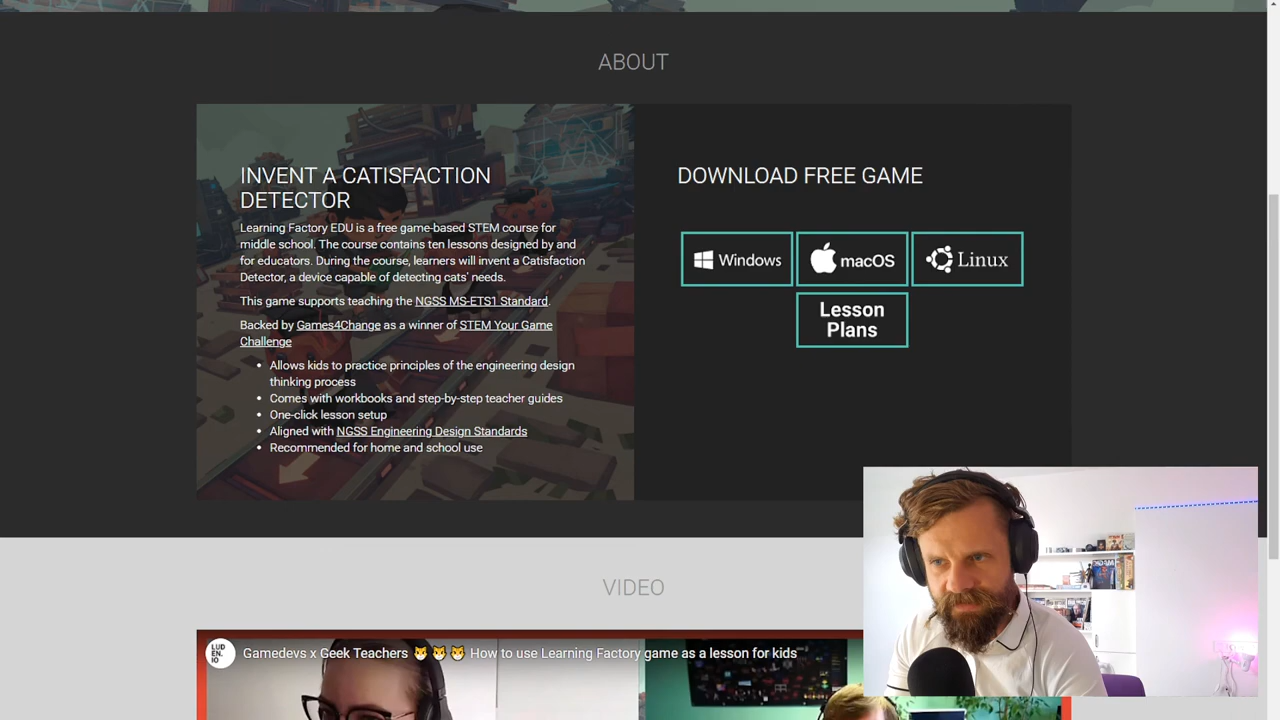 ABOUT
INVENT A CATISFACTION
DETECTOR
Learning Factory EDU is a free game-based STEM course for
middle school. The course contains ten lessons designed by and
for educators. During the course, learners will invent a Catisfaction
Detector, a device capable of detecting cats' needs.
This game supports teaching the NGSS MS-ETS1 Standard.
Backed by Games4Change as a winner of STEM Your Game
Challenge
• Allows kids to practice principles of the engineering design
thinking process
• Comes with workbooks and step-by-step teacher guides
• One-click lesson setup
• Aligned with NGSS Engineering Design Standards
• Recommended for home and school use
DOWNLOAD FREE GAME
Windows
macOS
Linux
Lesson
Plans
VIDEO
LUD
EN.
IO
Gamedevs x Geek Teachers 🐯 🐯 🐯 How to use Learning Factory game as a lesson for kids